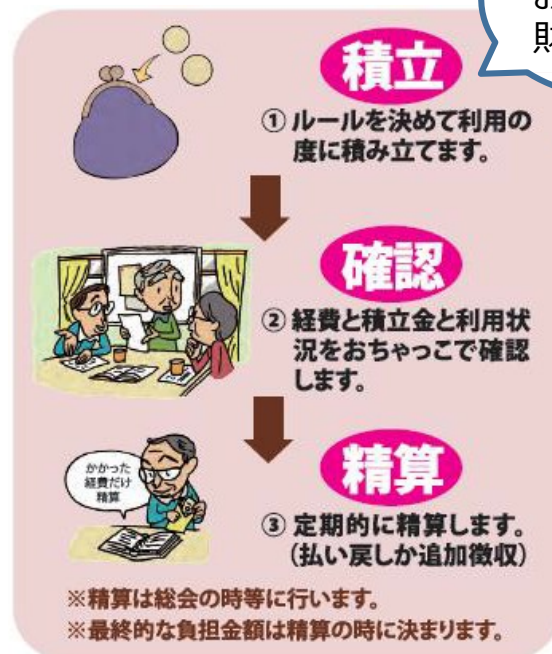 積立
① ルールを決めて利用の
度に積み立てます。
確認
② 経費と積立金と利用状
況をおちゃっこで確認
します。
かかった
経費だけ
精算
精算
③ 定期的に精算します。
（払い戻しか追加徴収）
※精算は総会の時等に行います。
※最終的な負担金額は精算の時に決まります。